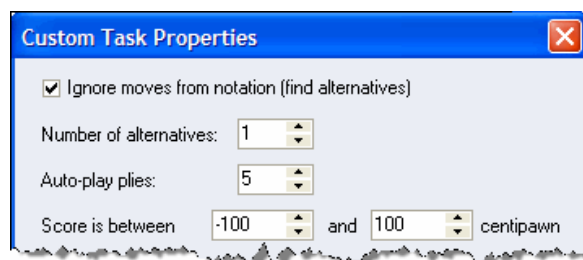 Custom Task Properties
Ignore moves from notation (find alternatives)
Number of alternatives: 1
Auto-play plies: 5
Score is between -100 and 100 centipawn